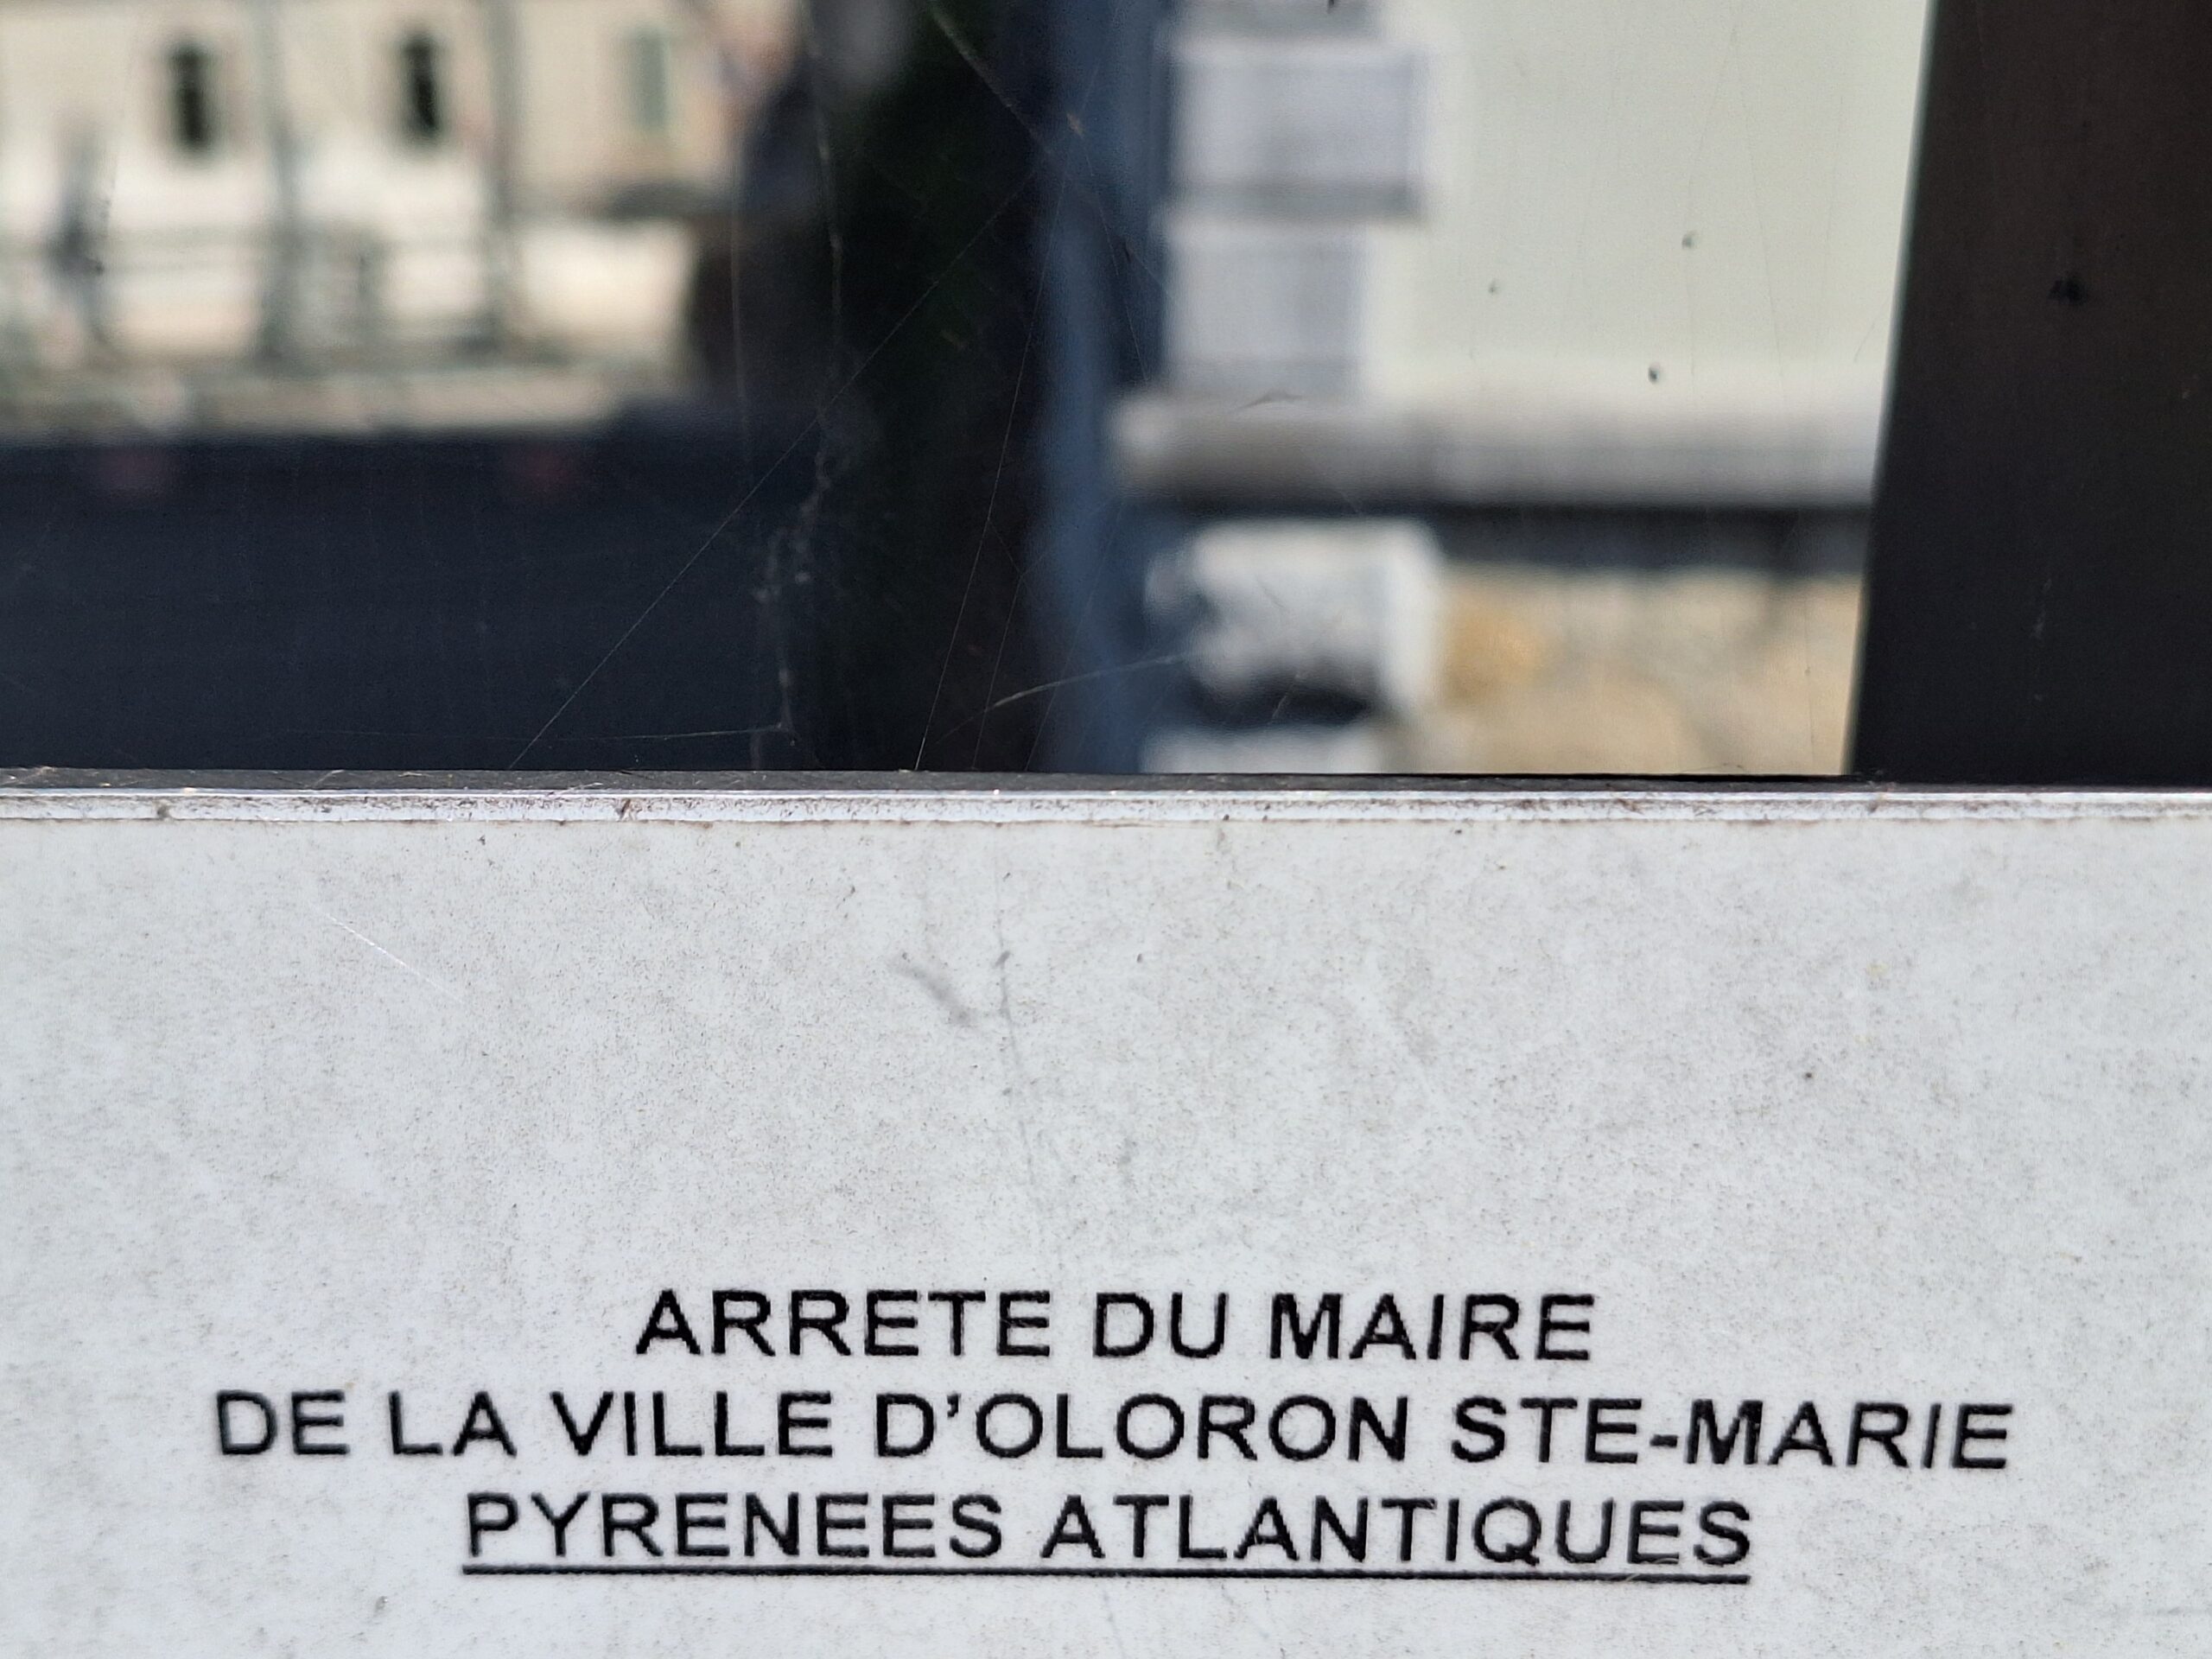 ARRETE DU MAIRE
DE LA VILLE D'OLORON STE-MARIE
PYRENEES ATLANTIQUES